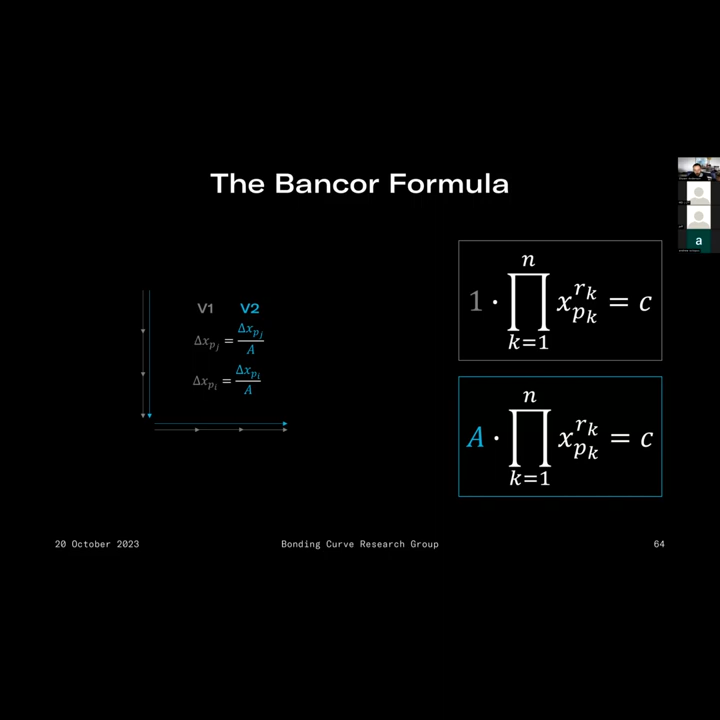 The Bancor Formula
V1 V2
Δx_{p_j} = Δx_{p_j} / A
Δx_{p_i} = Δx_{p_i} / A
1 · ∏_{k=1}^{n} x_{p_k}^{r_k} = c
A · ∏_{k=1}^{n} x_{p_k}^{r_k} = c
a
20 October 2023
Bonding Curve Research Group
64